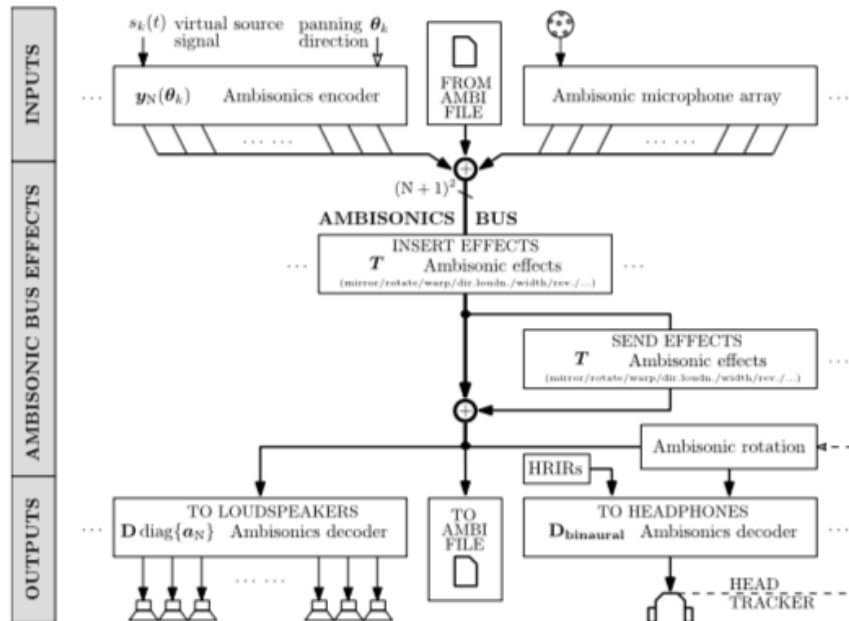 INPUTS
s_k(t) virtual source signal
panning direction θ_k
y_N(θ_k) Ambisonics encoder
FROM
AMBI
FILE
Ambisonic microphone array
... ...
... ...
(N + 1)²
AMBISONIC BUS EFFECTS
AMBISONICS BUS
INSERT EFFECTS
T Ambisonic effects
(mirror/rotate/warp/dir.loudn./width/rev./...)
SEND EFFECTS
T Ambisonic effects
(mirror/rotate/warp/dir.loudn./width/rev./...)
Ambisonic rotation
HRIRs
OUTPUTS
TO LOUDSPEAKERS
D diag{a_N} Ambisonics decoder
TO
AMBI
FILE
TO HEADPHONES
D_binaural Ambisonics decoder
... ...
HEAD
TRACKER